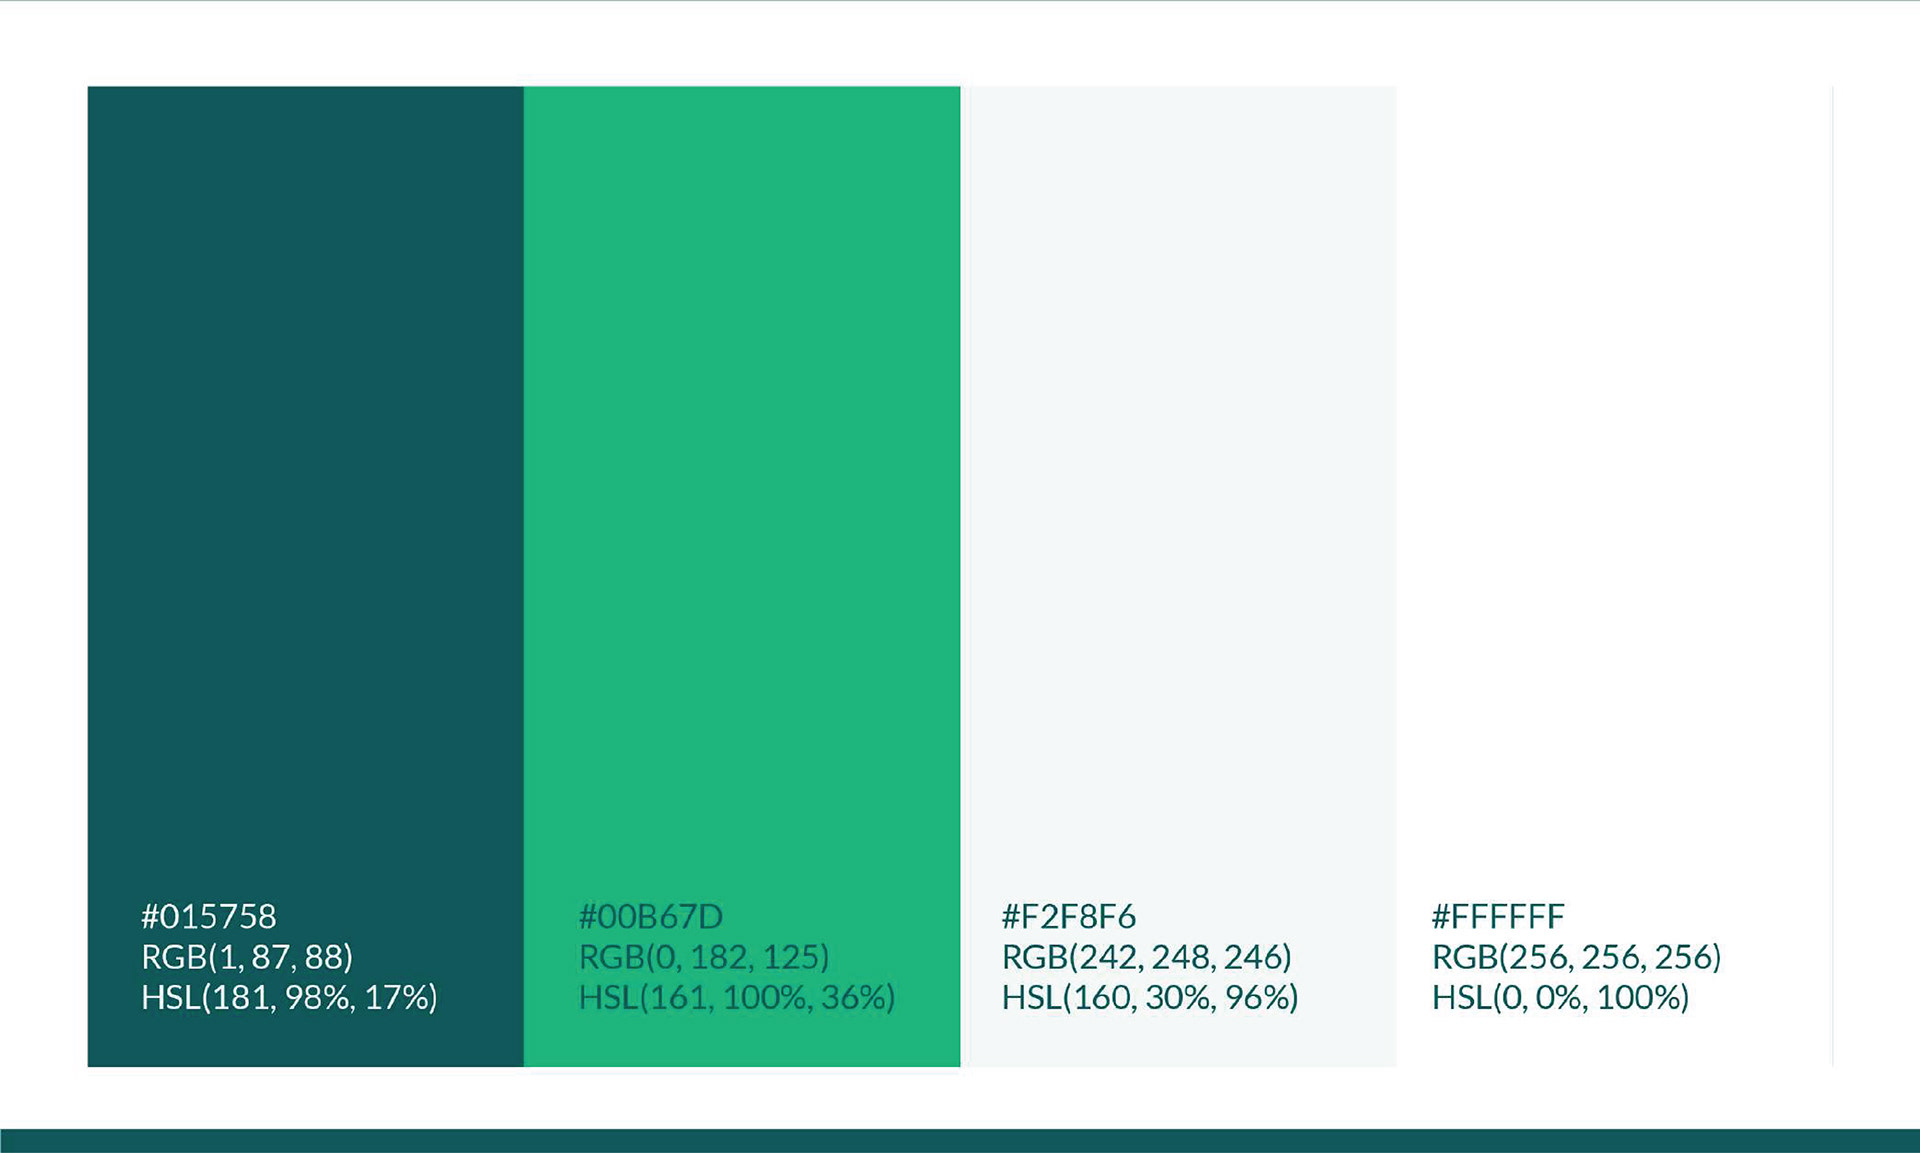 #015758
RGB(1, 87, 88)
HSL(181, 98%, 17%)
#00B67D
RGB(0, 182, 125)
HSL(161, 100%, 36%)
#F2F8F6
RGB(242, 248, 246)
HSL(160, 30%, 96%)
#FFFFFF
RGB(256, 256, 256)
HSL(0, 0%, 100%)